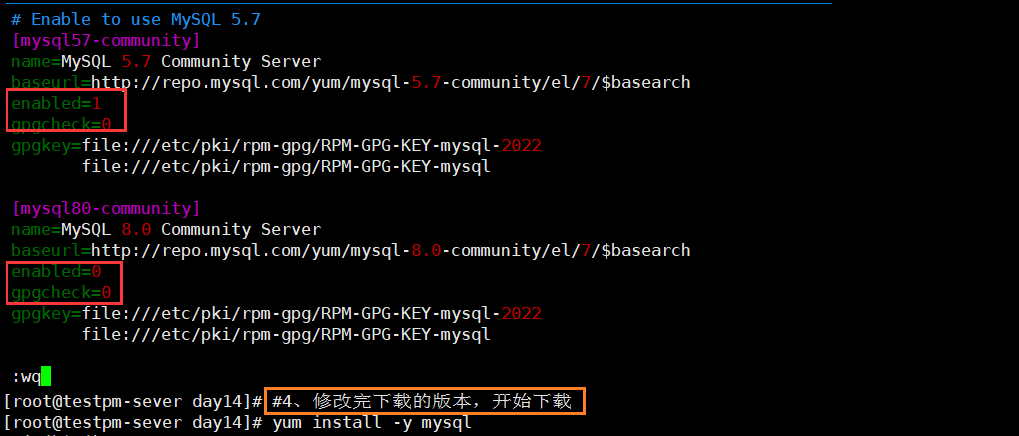 # Enable to use MySQL 5.7
[mysql57-community]
name=MySQL 5.7 Community Server
baseurl=http://repo.mysql.com/yum/mysql-5.7-community/el/7/$basearch
enabled=1
gpgcheck=0
gpgkey=file:///etc/pki/rpm-gpg/RPM-GPG-KEY-mysql-2022
file:///etc/pki/rpm-gpg/RPM-GPG-KEY-mysql
[mysql80-community]
name=MySQL 8.0 Community Server
baseurl=http://repo.mysql.com/yum/mysql-8.0-community/el/7/$basearch
enabled=0
gpgcheck=0
gpgkey=file:///etc/pki/rpm-gpg/RPM-GPG-KEY-mysql-2022
file:///etc/pki/rpm-gpg/RPM-GPG-KEY-mysql
:wq
[root@testpm-sever day14]# #4、修改完下载的版本，开始下载
[root@testpm-sever day14]# yum install -y mysql